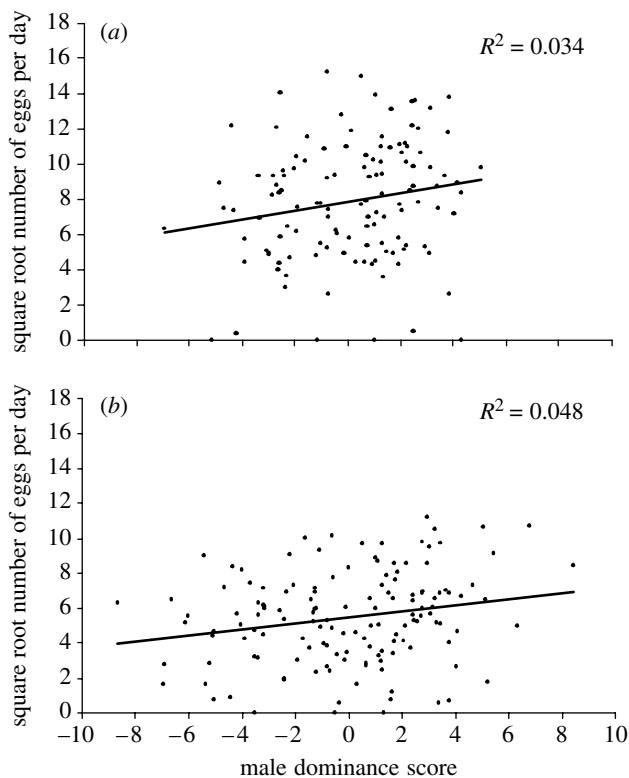 (a)
R² = 0.034
square root number of eggs per day
18
16
14
12
10
8
6
4
2
0
(b)
R² = 0.048
square root number of eggs per day
18
16
14
12
10
8
6
4
2
0
−10 −8 −6 −4 −2 0 2 4 6 8 10
male dominance score